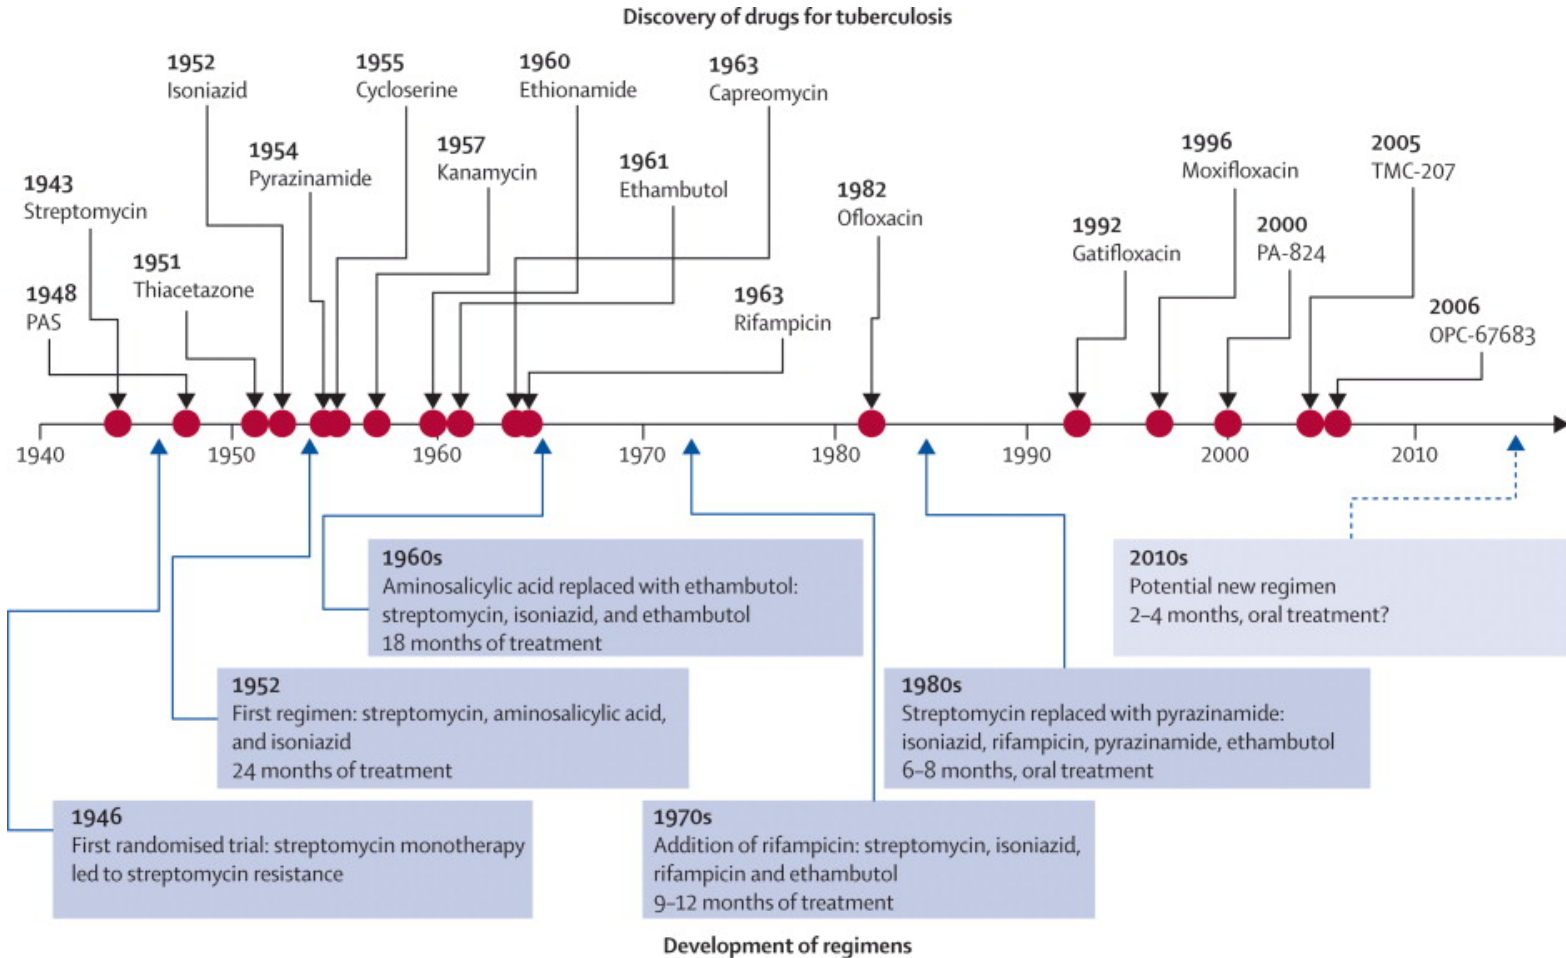 Discovery of drugs for tuberculosis
1943
Streptomycin
1948
PAS
1951
Thiacetazone
1952
Isoniazid
1954
Pyrazinamide
1955
Cycloserine
1957
Kanamycin
1960
Ethionamide
1961
Ethambutol
1963
Capreomycin
1963
Rifampicin
1982
Ofloxacin
1992
Gatifloxacin
1996
Moxifloxacin
2000
PA-824
2005
TMC-207
2006
OPC-67683
1940 1950 1960 1970 1980 1990 2000 2010
1960s
Aminosalicylic acid replaced with ethambutol:
streptomycin, isoniazid, and ethambutol
18 months of treatment
2010s
Potential new regimen
2–4 months, oral treatment?
1952
First regimen: streptomycin, aminosalicylic acid,
and isoniazid
24 months of treatment
1980s
Streptomycin replaced with pyrazinamide:
isoniazid, rifampicin, pyrazinamide, ethambutol
6–8 months, oral treatment
1946
First randomised trial: streptomycin monotherapy
led to streptomycin resistance
1970s
Addition of rifampicin: streptomycin, isoniazid,
rifampicin and ethambutol
9–12 months of treatment
Development of regimens